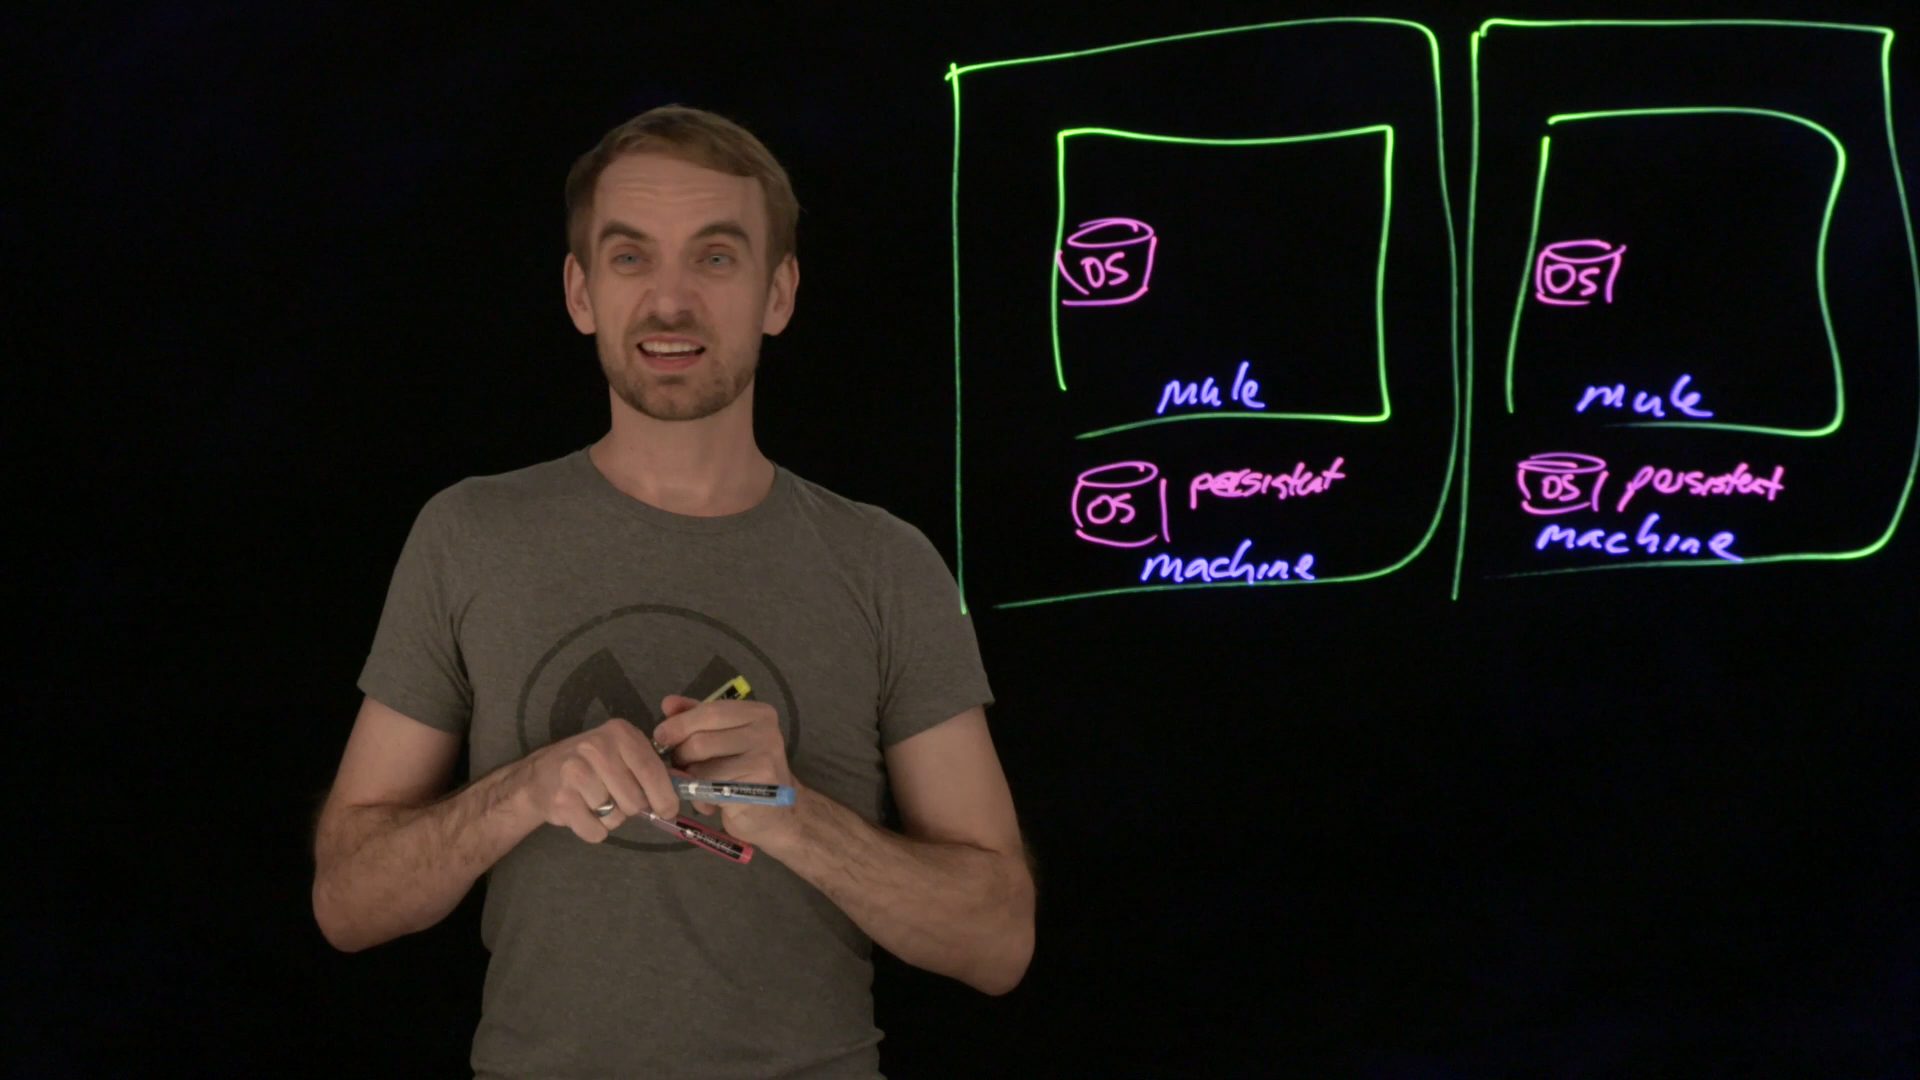 OS
mule
OS persistent
machine
OS
mule
OS persistent
machine